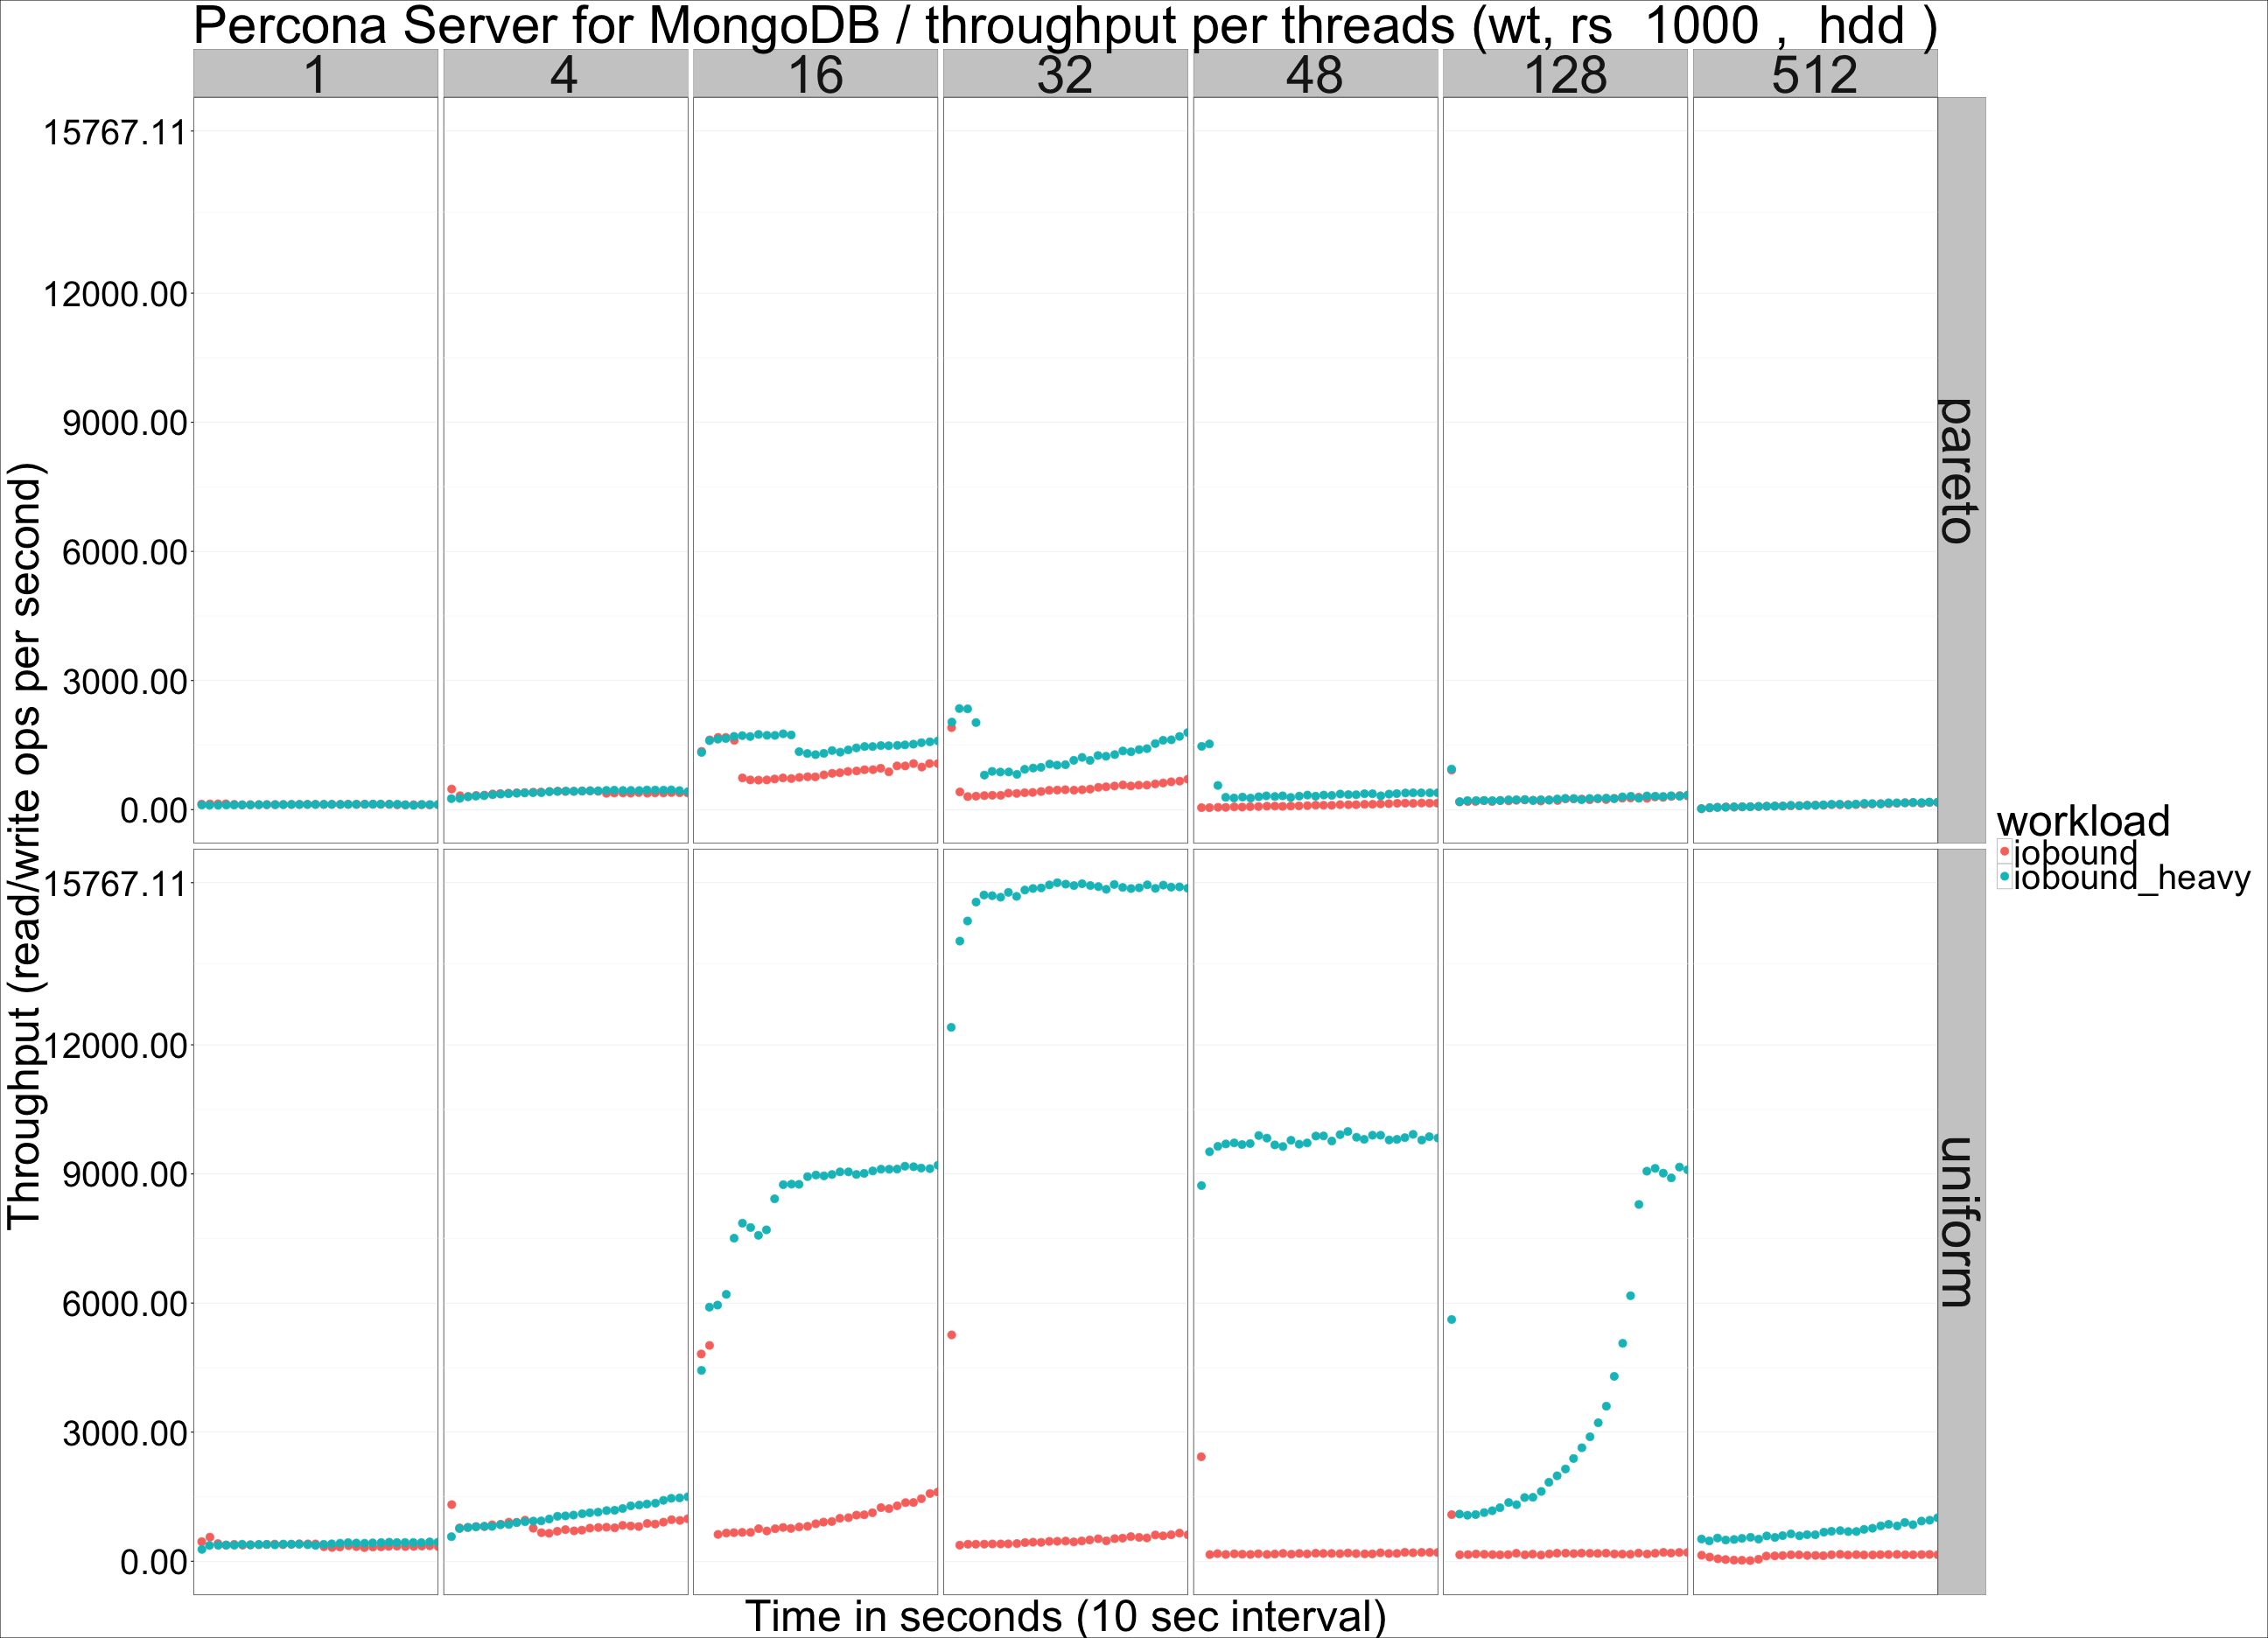 Percona Server for MongoDB / throughput per threads (wt, rs 1000 , hdd )
1 4 16 32 48 128 512
15767.11
12000.00
9000.00
6000.00
3000.00
0.00
pareto
15767.11
12000.00
9000.00
6000.00
3000.00
0.00
uniform
Throughput (read/write ops per second)
Time in seconds (10 sec interval)
workload
iobound
iobound_heavy